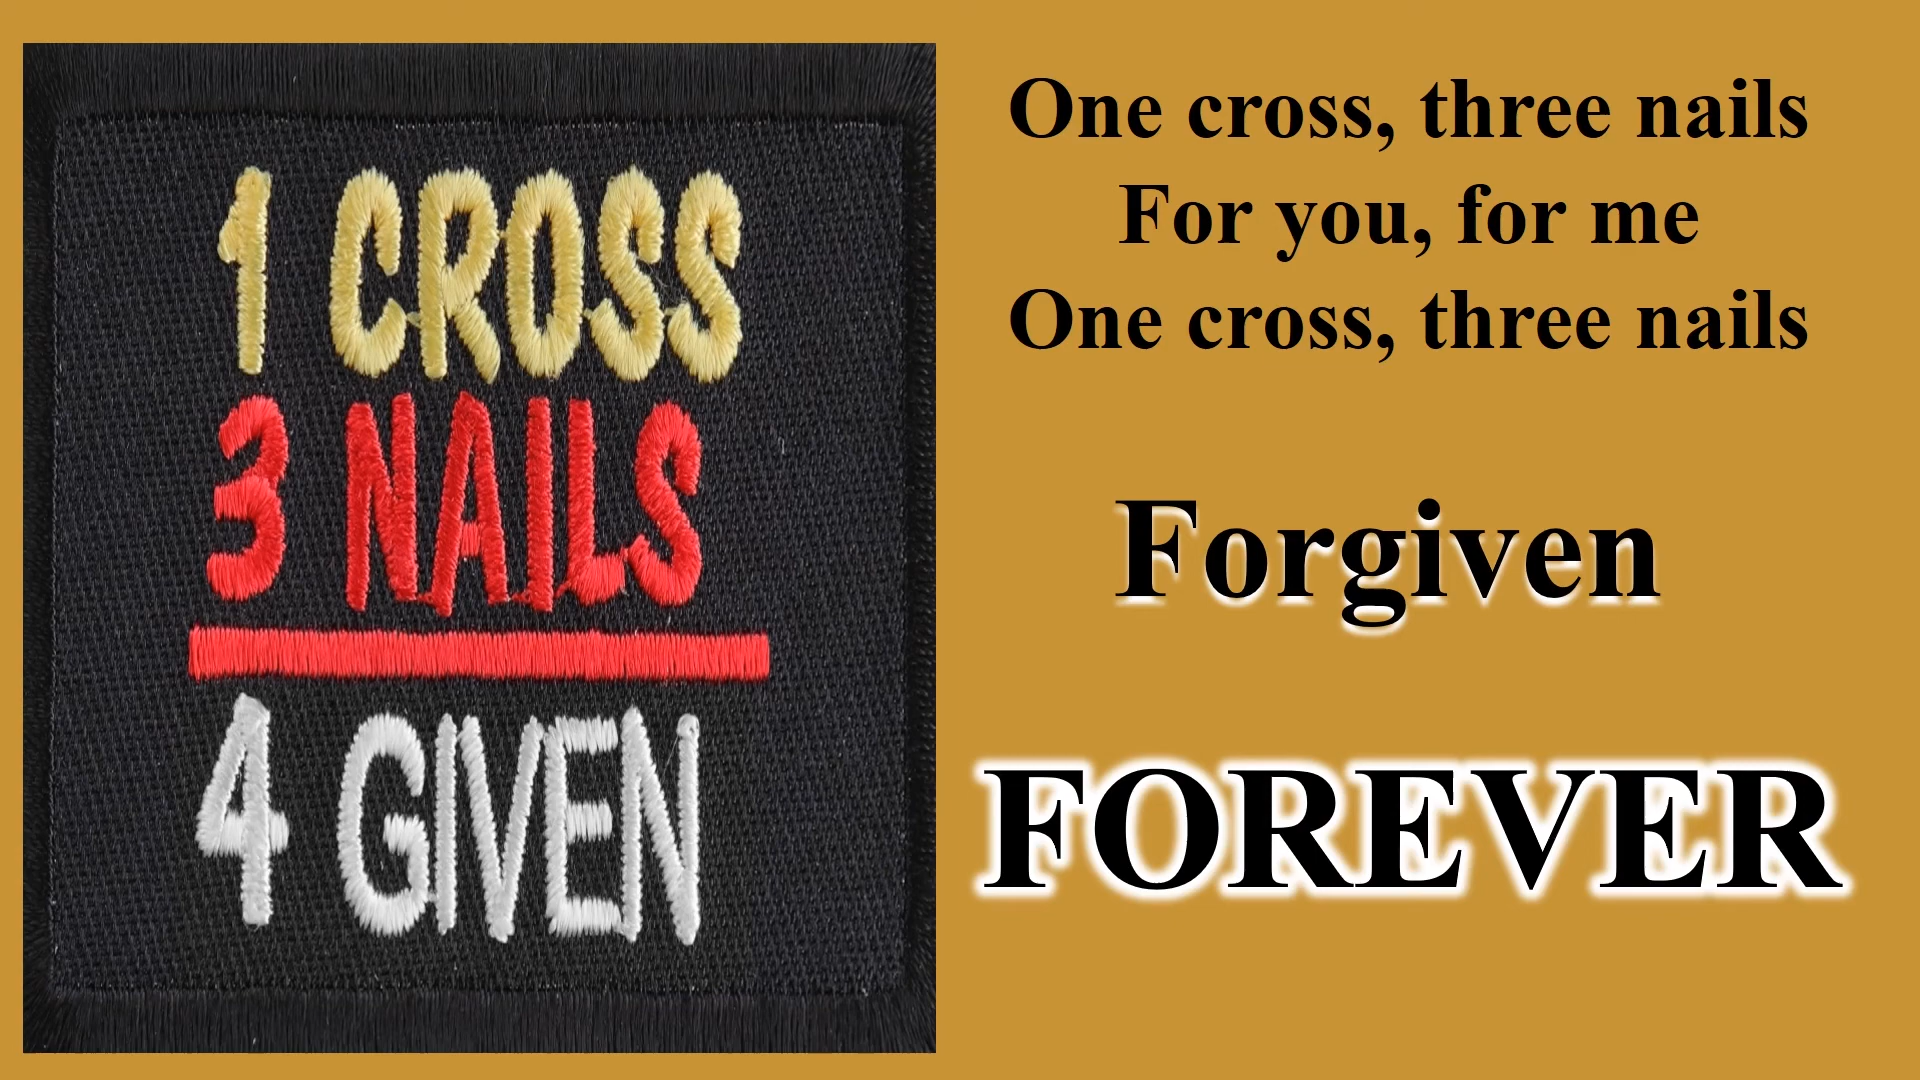 1 CROSS
3 NAILS
4 GIVEN
One cross, three nails
For you, for me
One cross, three nails
Forgiven
FOREVER